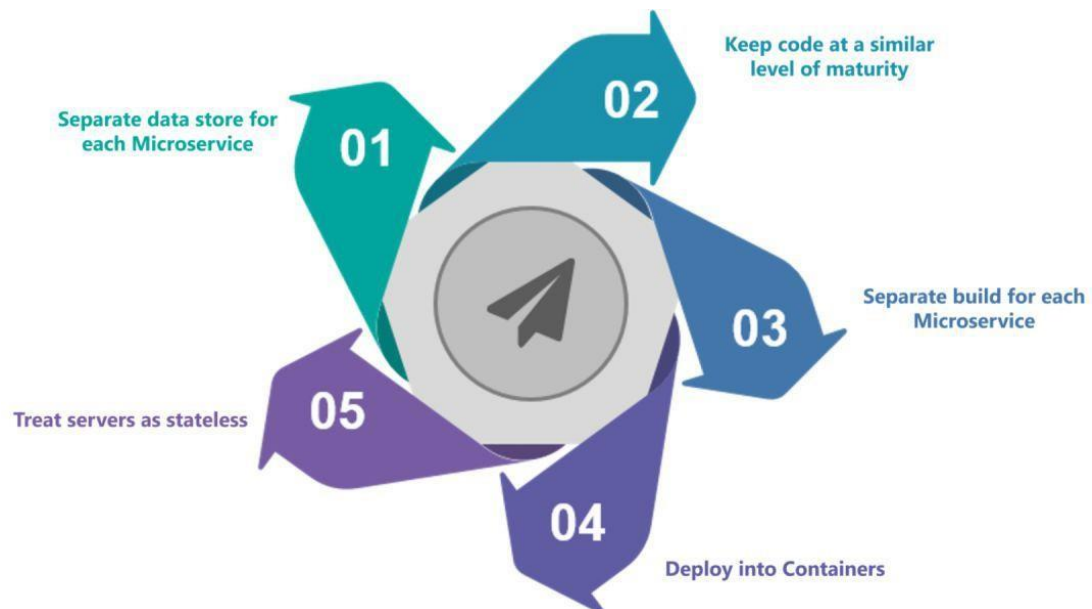 01
Separate data store for
each Microservice
02
Keep code at a similar
level of maturity
03
Separate build for each
Microservice
04
Deploy into Containers
05
Treat servers as stateless